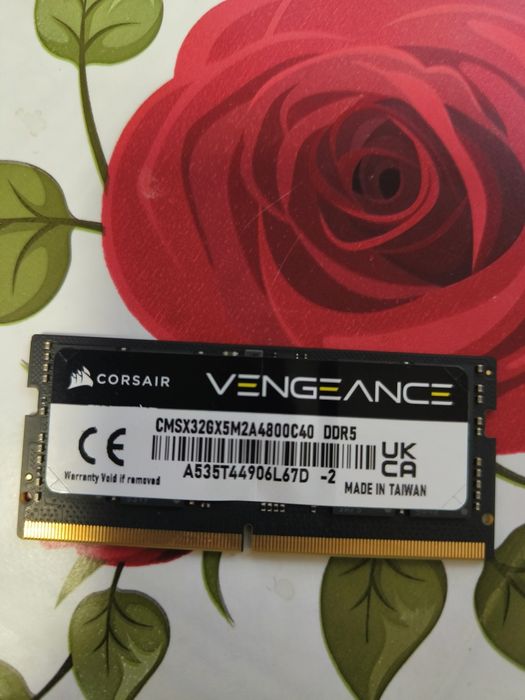 CORSAIR VENGEANCE
CMSX32GX5M2A4800C40 DDR5
CE
UK
CA
A535T44906L67D -2
Warranty Void if removed
MADE IN TAIWAN